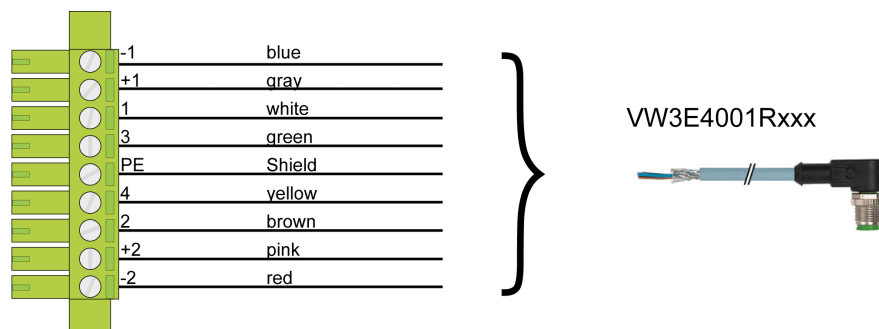 -1 blue
+1 gray
1 white
3 green
PE Shield
4 yellow
2 brown
+2 pink
-2 red
VW3E4001Rxxx